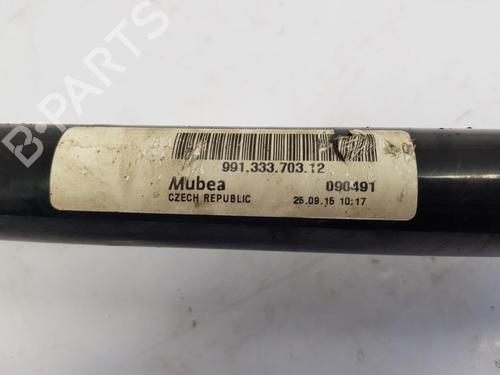 B-PARTS
991.333.703.12
Mubea 090491
CZECH REPUBLIC 25.09.15 10:17